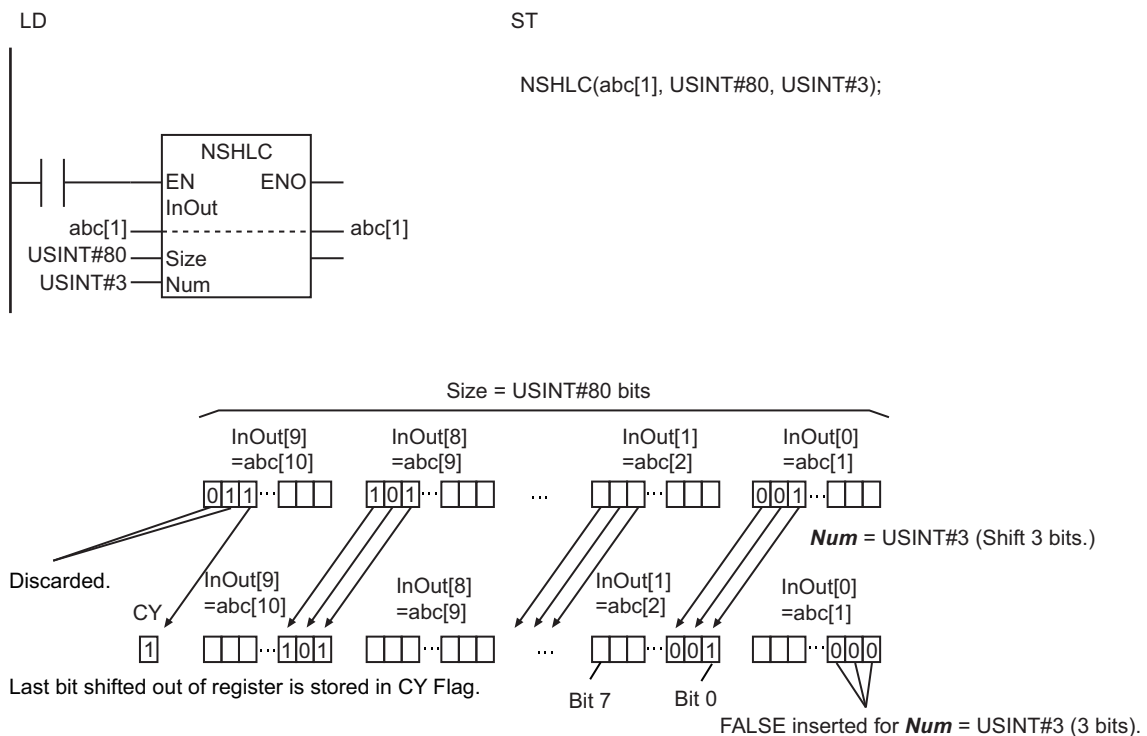 LD
ST
NSHLC(abc[1], USINT#80, USINT#3);
NSHLC
EN ENO
InOut
abc[1] abc[1]
USINT#80 Size
USINT#3 Num
Size = USINT#80 bits
InOut[9] InOut[8] InOut[1] InOut[0]
=abc[10] =abc[9] =abc[2] =abc[1]
0 1 1 ... 1 0 1 ... ... ... 0 0 1 ...
Num = USINT#3 (Shift 3 bits.)
Discarded.
InOut[9] InOut[8] InOut[1] InOut[0]
=abc[10] =abc[9] =abc[2] =abc[1]
CY
1 ... 1 0 1 ... ... ... 0 0 1 ... 0 0 0
Last bit shifted out of register is stored in CY Flag.
Bit 7 Bit 0
FALSE inserted for Num = USINT#3 (3 bits).